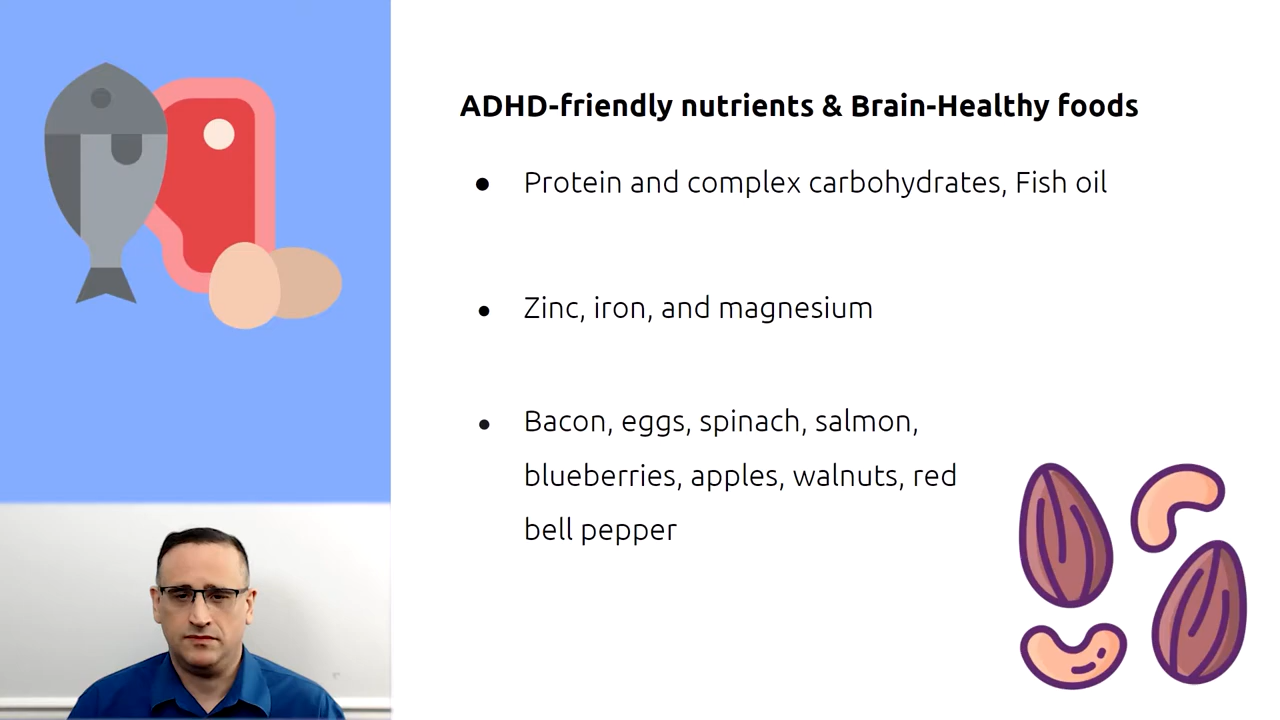 ADHD-friendly nutrients & Brain-Healthy foods
● Protein and complex carbohydrates, Fish oil
● Zinc, iron, and magnesium
● Bacon, eggs, spinach, salmon,
blueberries, apples, walnuts, red
bell pepper